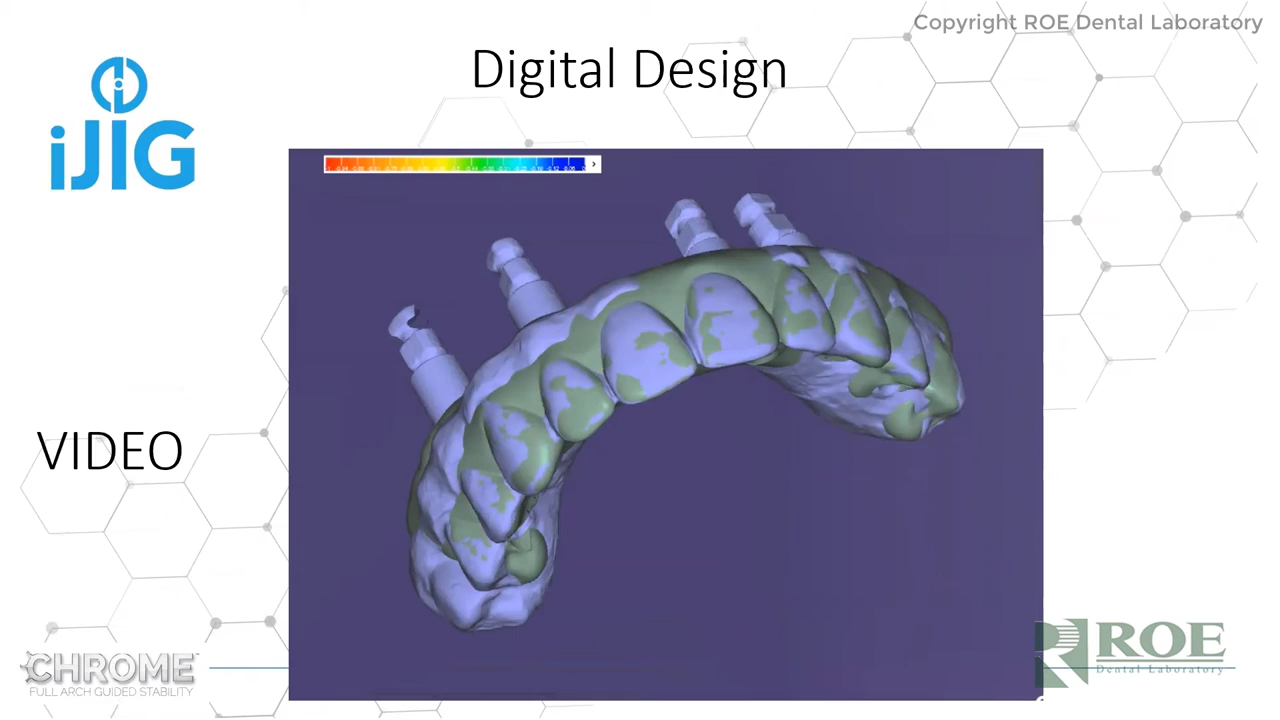 Copyright ROE Dental Laboratory
Digital Design
iJIG
VIDEO
CHROME
FULL ARCH GUIDED STABILITY
ROE
Dental Laboratory